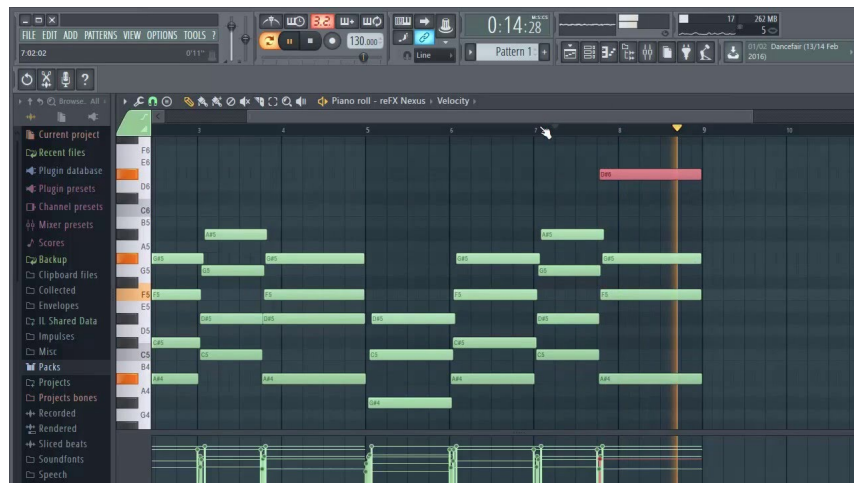 FILE EDIT ADD PATTERNS VIEW OPTIONS TOOLS ?
7:02:02
0'11"
3.2
130.000
Line
0:14:28
M:S:CS
Pattern 1
17
262 MB
5
01/02 Dancefair (13/14 Feb
2016)
Browse All
Piano roll - reFX Nexus › Velocity ›
Current project
Recent files
Plugin database
Plugin presets
Channel presets
Mixer presets
Scores
Backup
Clipboard files
Collected
Envelopes
IL Shared Data
Impulses
Misc
Packs
Projects
Projects bones
Recorded
Rendered
Sliced beats
Soundfonts
Speech
3 4 5 6 7 8 9 10
F6
E6
D6
C6
B5
A5
G5
F5
E5
D5
C5
B4
A4
G4
D#6
A#5 A#5
G#5 G#5 G#5 G#5
G5 G5
F5 F5 F5 F5
D#5 D#5 D#5 D#5
C#5 C#5
C5 C5 C5
A#4 A#4 A#4 A#4
G#4